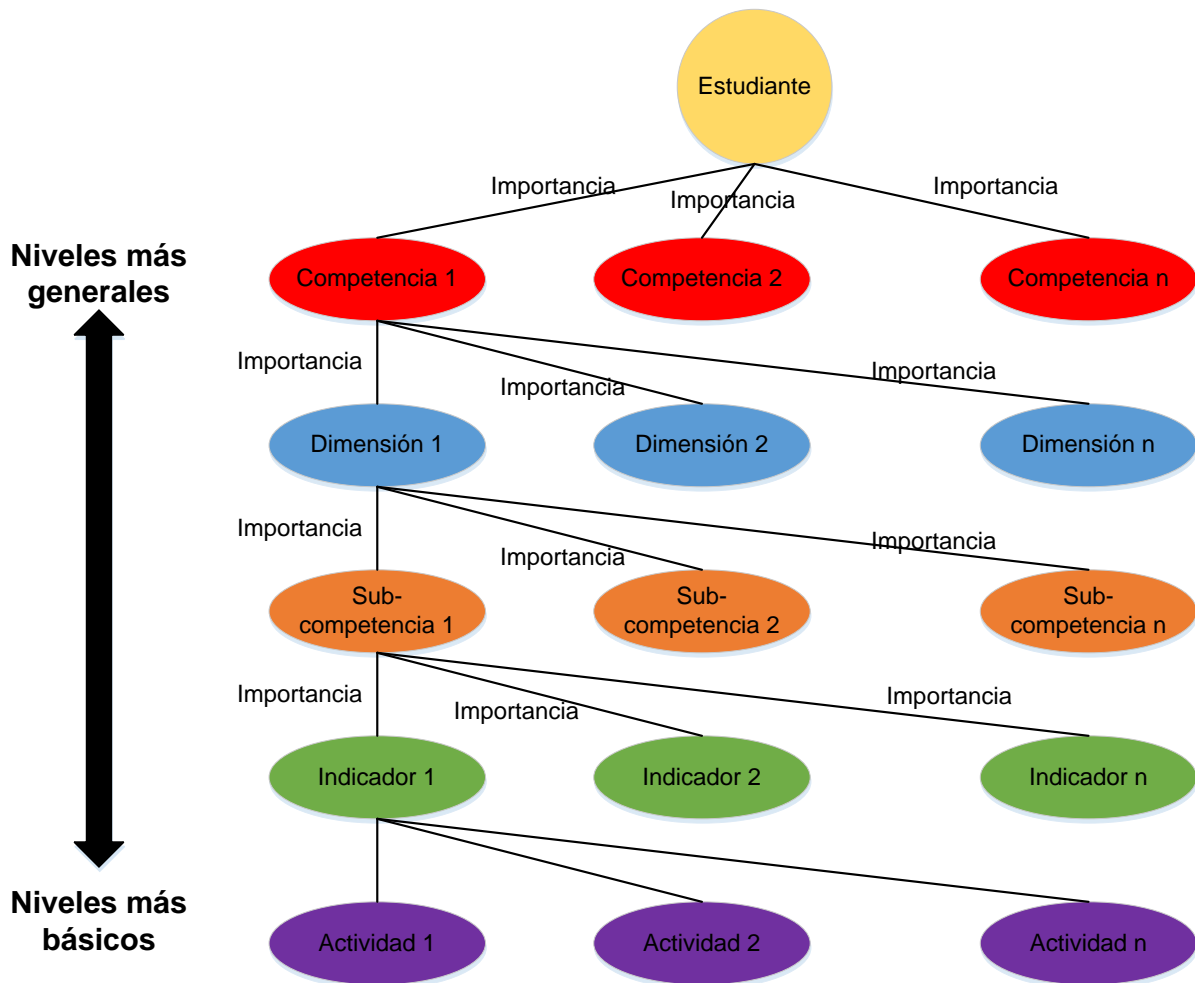 Estudiante
Importancia
Importancia
Importancia
Niveles más
generales
Competencia 1
Competencia 2
Competencia n
Importancia
Importancia
Importancia
Dimensión 1
Dimensión 2
Dimensión n
Importancia
Importancia
Importancia
Sub-
competencia 1
Sub-
competencia 2
Sub-
competencia n
Importancia
Importancia
Importancia
Indicador 1
Indicador 2
Indicador n
Niveles más
básicos
Actividad 1
Actividad 2
Actividad n